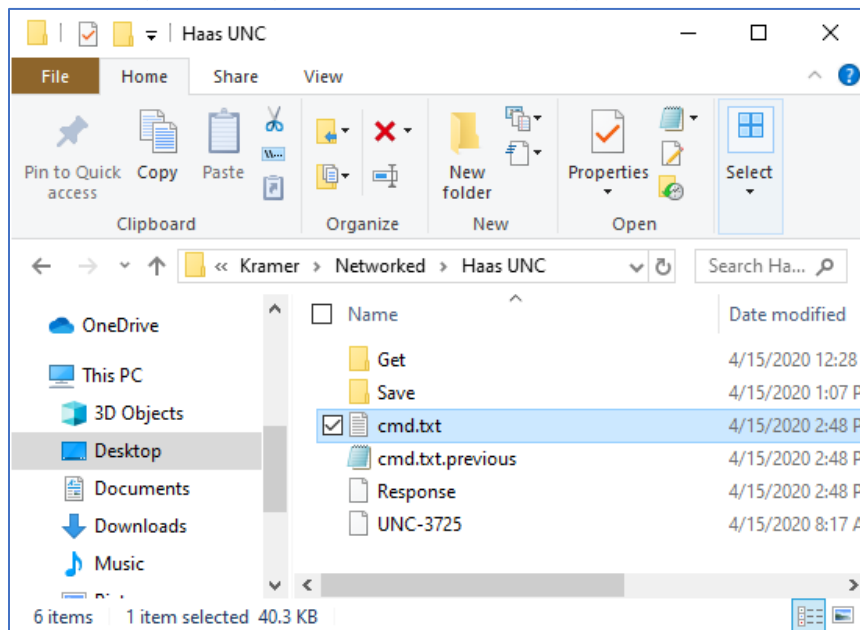 Haas UNC
File Home Share View
Pin to Quick access
Copy
Paste
New folder
Properties
Select
Clipboard Organize New Open
« Kramer > Networked > Haas UNC
Search Ha...
OneDrive
This PC
3D Objects
Desktop
Documents
Downloads
Music
Name Date modified
Get 4/15/2020 12:28
Save 4/15/2020 1:07 P
cmd.txt 4/15/2020 2:48 P
cmd.txt.previous 4/15/2020 2:48 P
Response 4/15/2020 2:48 P
UNC-3725 4/15/2020 8:17 A
6 items 1 item selected 40.3 KB